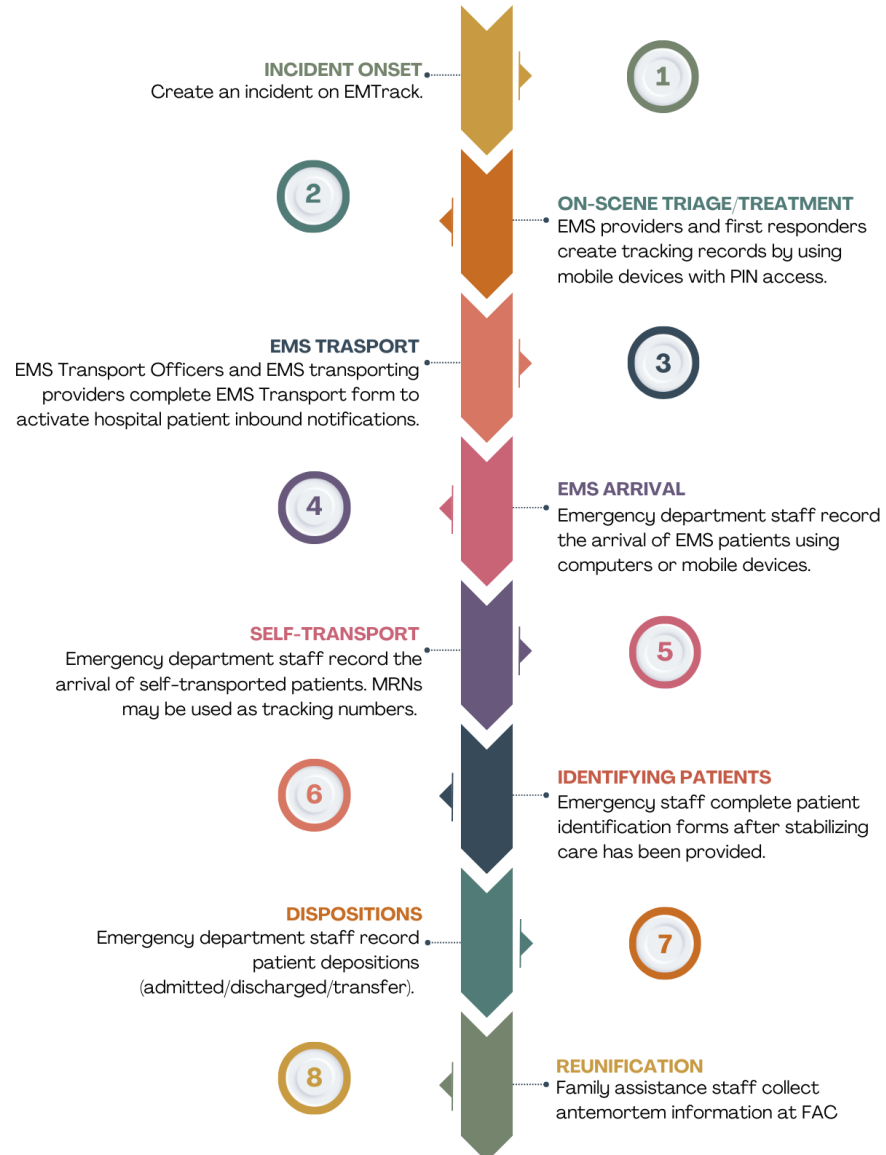 INCIDENT ONSET
Create an incident on EMTrack.
1
2
ON-SCENE TRIAGE/TREATMENT
EMS providers and first responders
create tracking records by using
mobile devices with PIN access.
EMS TRASPORT
EMS Transport Officers and EMS transporting
providers complete EMS Transport form to
activate hospital patient inbound notifications.
3
4
EMS ARRIVAL
Emergency department staff record
the arrival of EMS patients using
computers or mobile devices.
SELF-TRANSPORT
Emergency department staff record the
arrival of self-transported patients. MRNs
may be used as tracking numbers.
5
6
IDENTIFYING PATIENTS
Emergency staff complete patient
identification forms after stabilizing
care has been provided.
DISPOSITIONS
Emergency department staff record
patient depositions
(admitted/discharged/transfer).
7
8
REUNIFICATION
Family assistance staff collect
antemortem information at FAC